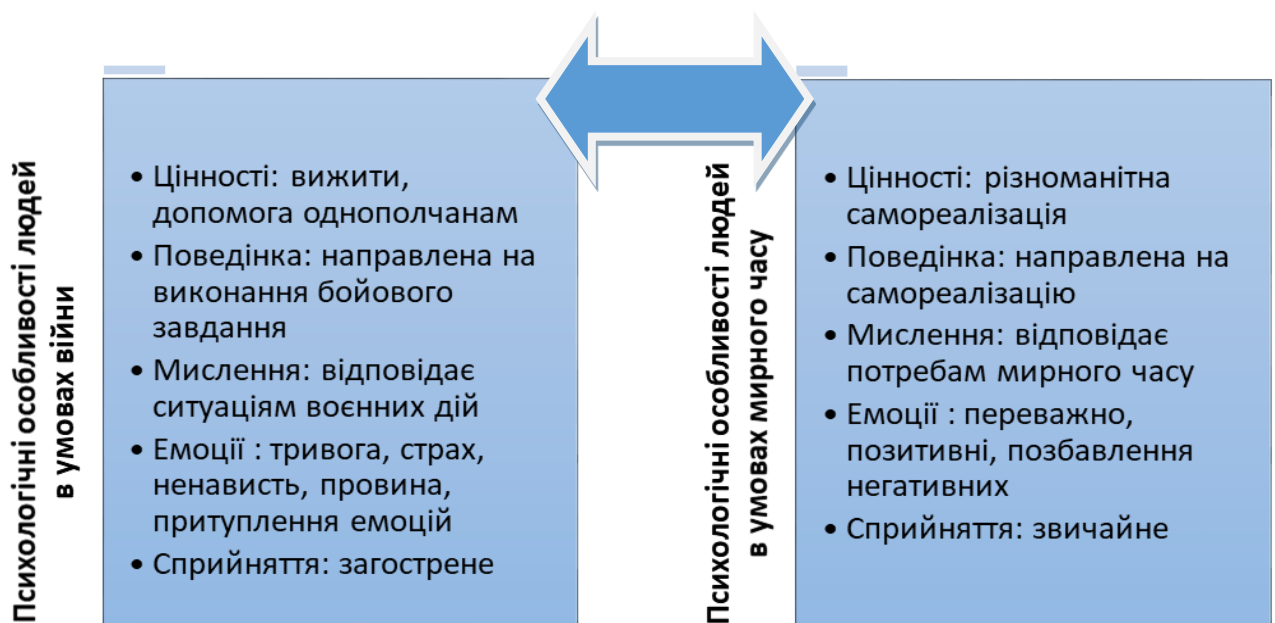 Психологічні особливості людей
в умовах війни
• Цінності: вижити,
допомога однополчанам
• Поведінка: направлена на
виконання бойового
завдання
• Мислення: відповідає
ситуаціям воєнних дій
• Емоції : тривога, страх,
ненависть, провина,
притуплення емоцій
• Сприйняття: загострене
Психологічні особливості людей
в умовах мирного часу
• Цінності: різноманітна
самореалізація
• Поведінка: направлена на
самореалізацію
• Мислення: відповідає
потребам мирного часу
• Емоції : переважно,
позитивні, позбавлення
негативних
• Сприйняття: звичайне